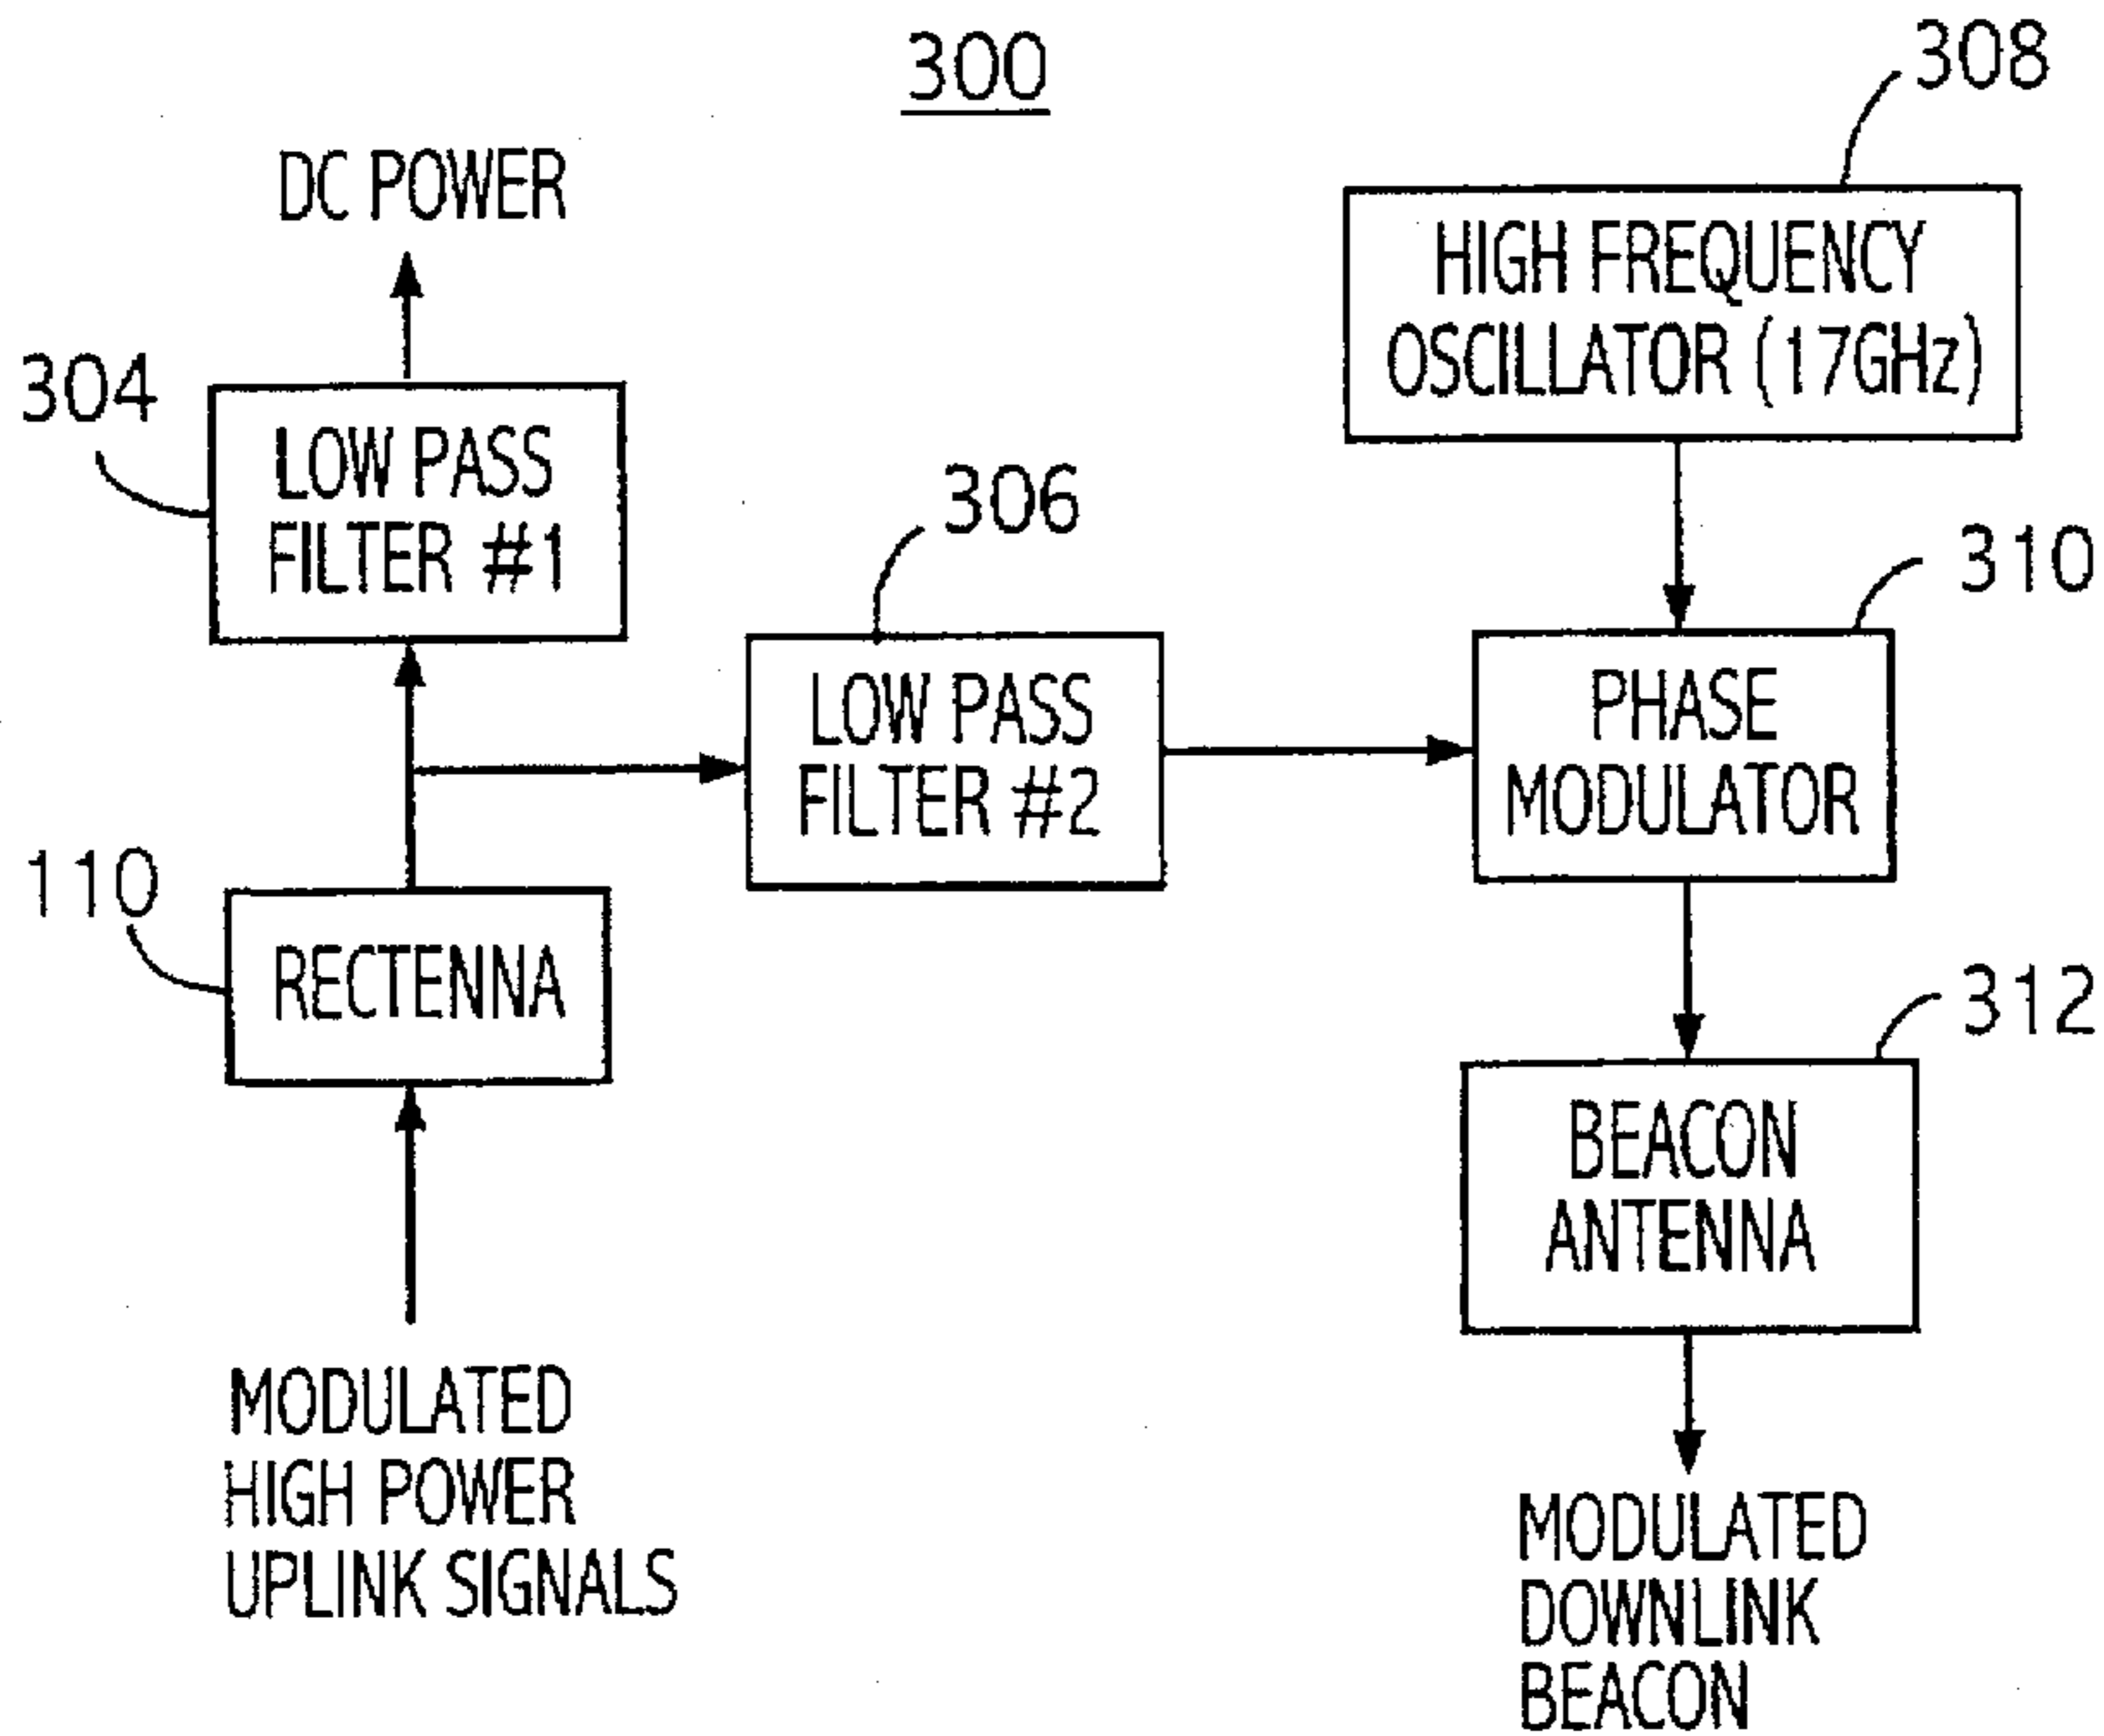 300
308
DC POWER
HIGH FREQUENCY
OSCILLATOR (17GHz)
304
LOW PASS
FILTER #1
306
310
LOW PASS
FILTER #2
PHASE
MODULATOR
110
RECTENNA
312
BEACON
ANTENNA
MODULATED
HIGH POWER
UPLINK SIGNALS
MODULATED
DOWNLINK
BEACON